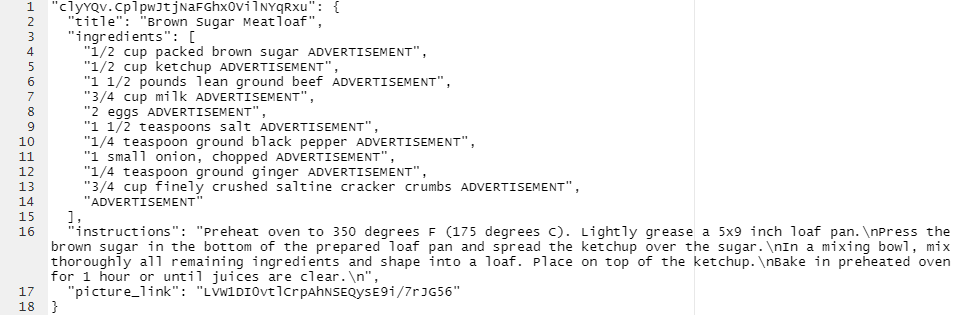 1 "clyYQv.CplpwJtjNaFGhxOVilNYqRxu": {
2 "title": "Brown Sugar Meatloaf",
3 "ingredients": [
4 "1/2 cup packed brown sugar ADVERTISEMENT",
5 "1/2 cup ketchup ADVERTISEMENT",
6 "1 1/2 pounds lean ground beef ADVERTISEMENT",
7 "3/4 cup milk ADVERTISEMENT",
8 "2 eggs ADVERTISEMENT",
9 "1 1/2 teaspoons salt ADVERTISEMENT",
10 "1/4 teaspoon ground black pepper ADVERTISEMENT",
11 "1 small onion, chopped ADVERTISEMENT",
12 "1/4 teaspoon ground ginger ADVERTISEMENT",
13 "3/4 cup finely crushed saltine cracker crumbs ADVERTISEMENT",
14 "ADVERTISEMENT"
15 ],
16 "instructions": "Preheat oven to 350 degrees F (175 degrees C). Lightly grease a 5x9 inch loaf pan.\nPress the
brown sugar in the bottom of the prepared loaf pan and spread the ketchup over the sugar.\nIn a mixing bowl, mix
thoroughly all remaining ingredients and shape into a loaf. Place on top of the ketchup.\nBake in preheated oven
for 1 hour or until juices are clear.\n",
17 "picture_link": "LVW1DIOvtlCrpAhNSEQysE9i/7rJG56"
18 }